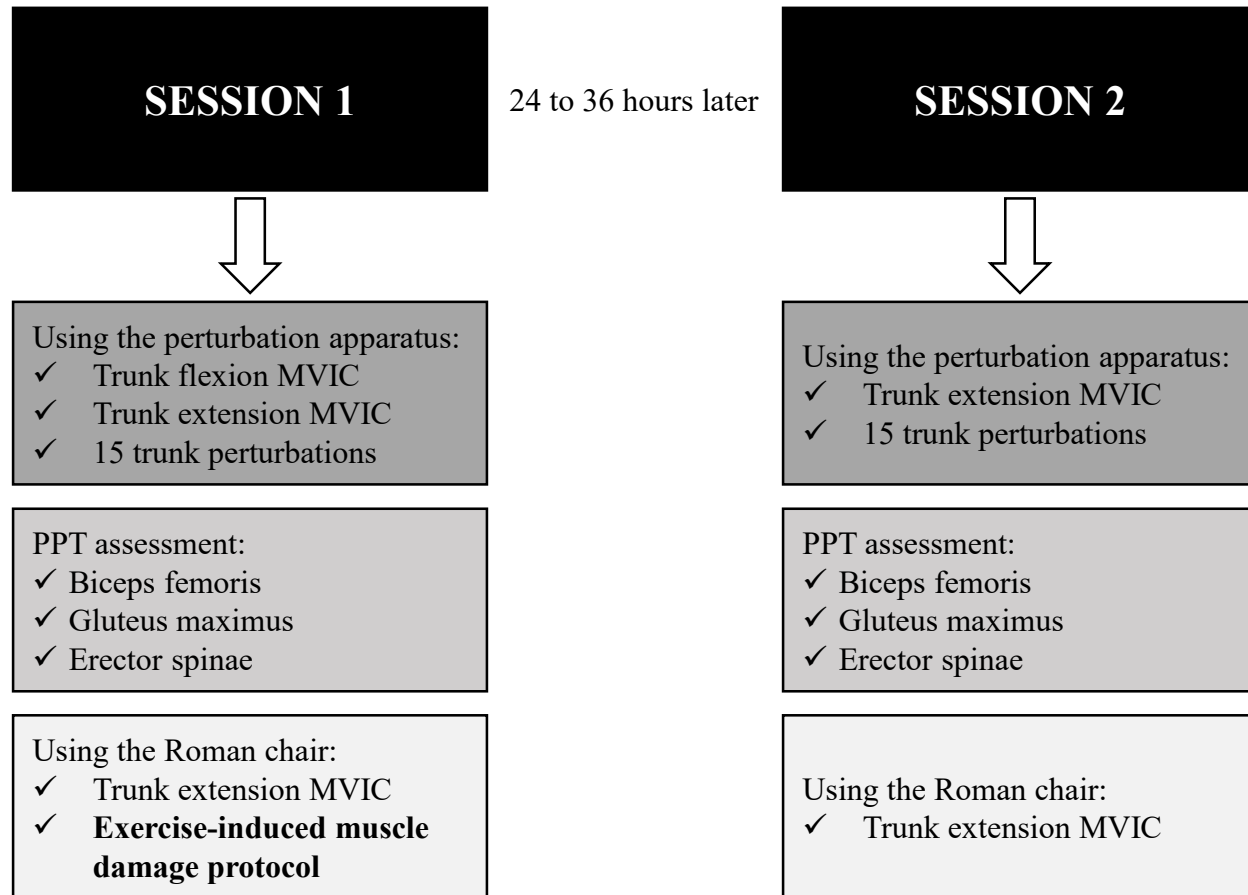 SESSION 1
24 to 36 hours later
SESSION 2
Using the perturbation apparatus:
✓ Trunk flexion MVIC
✓ Trunk extension MVIC
✓ 15 trunk perturbations
Using the perturbation apparatus:
✓ Trunk extension MVIC
✓ 15 trunk perturbations
PPT assessment:
✓ Biceps femoris
✓ Gluteus maximus
✓ Erector spinae
PPT assessment:
✓ Biceps femoris
✓ Gluteus maximus
✓ Erector spinae
Using the Roman chair:
✓ Trunk extension MVIC
✓ Exercise-induced muscle
damage protocol
Using the Roman chair:
✓ Trunk extension MVIC